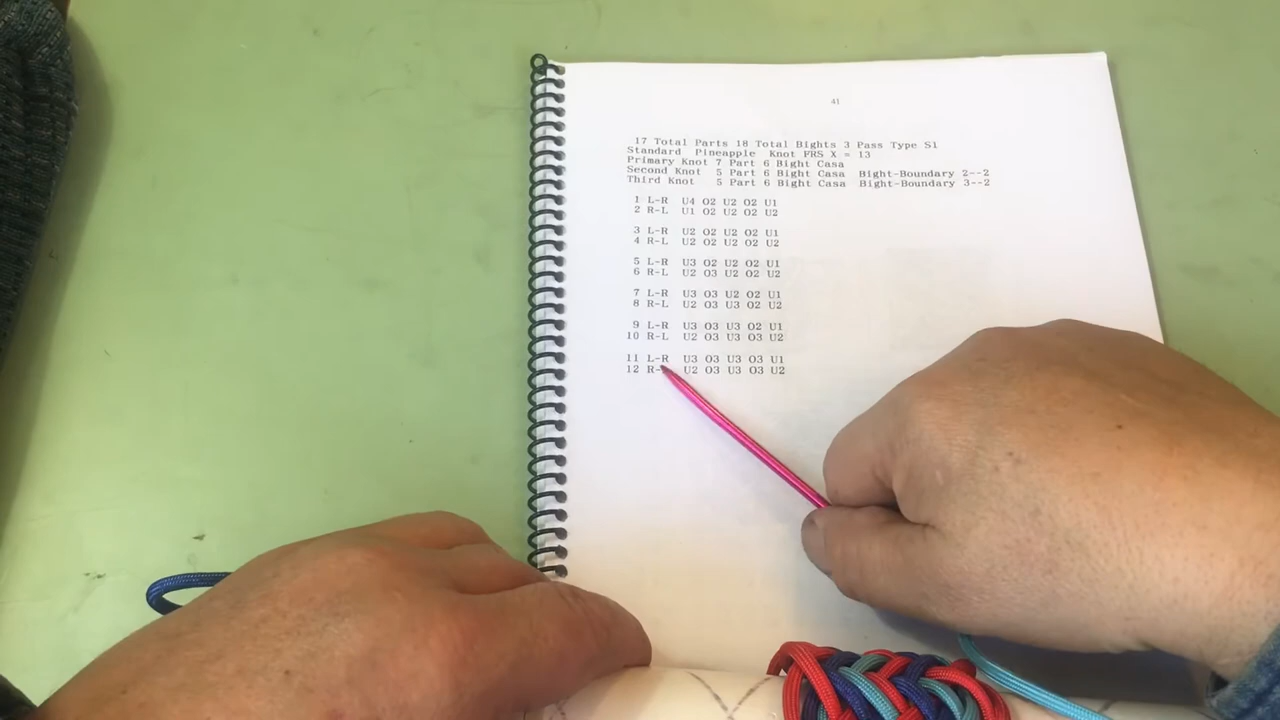 41
17 Total Parts 18 Total Bights 3 Pass Type S1
Standard Pineapple Knot FRS X = 13
Primary Knot 7 Part 6 Bight Casa
Second Knot 5 Part 6 Bight Casa Bight-Boundary 2--2
Third Knot 5 Part 6 Bight Casa Bight-Boundary 3--2
1 L-R U4 O2 U2 O2 U1
2 R-L U1 O2 U2 O2 U2
3 L-R U2 O2 U2 O2 U1
4 R-L U2 O2 U2 O2 U2
5 L-R U3 O2 U2 O2 U1
6 R-L U2 O3 U2 O2 U2
7 L-R U3 O3 U2 O2 U1
8 R-L U2 O3 U3 O2 U2
9 L-R U3 O3 U3 O2 U1
10 R-L U2 O3 U3 O3 U2
11 L-R U3 O3 U3 O3 U1
12 R- U2 O3 U3 O3 U2